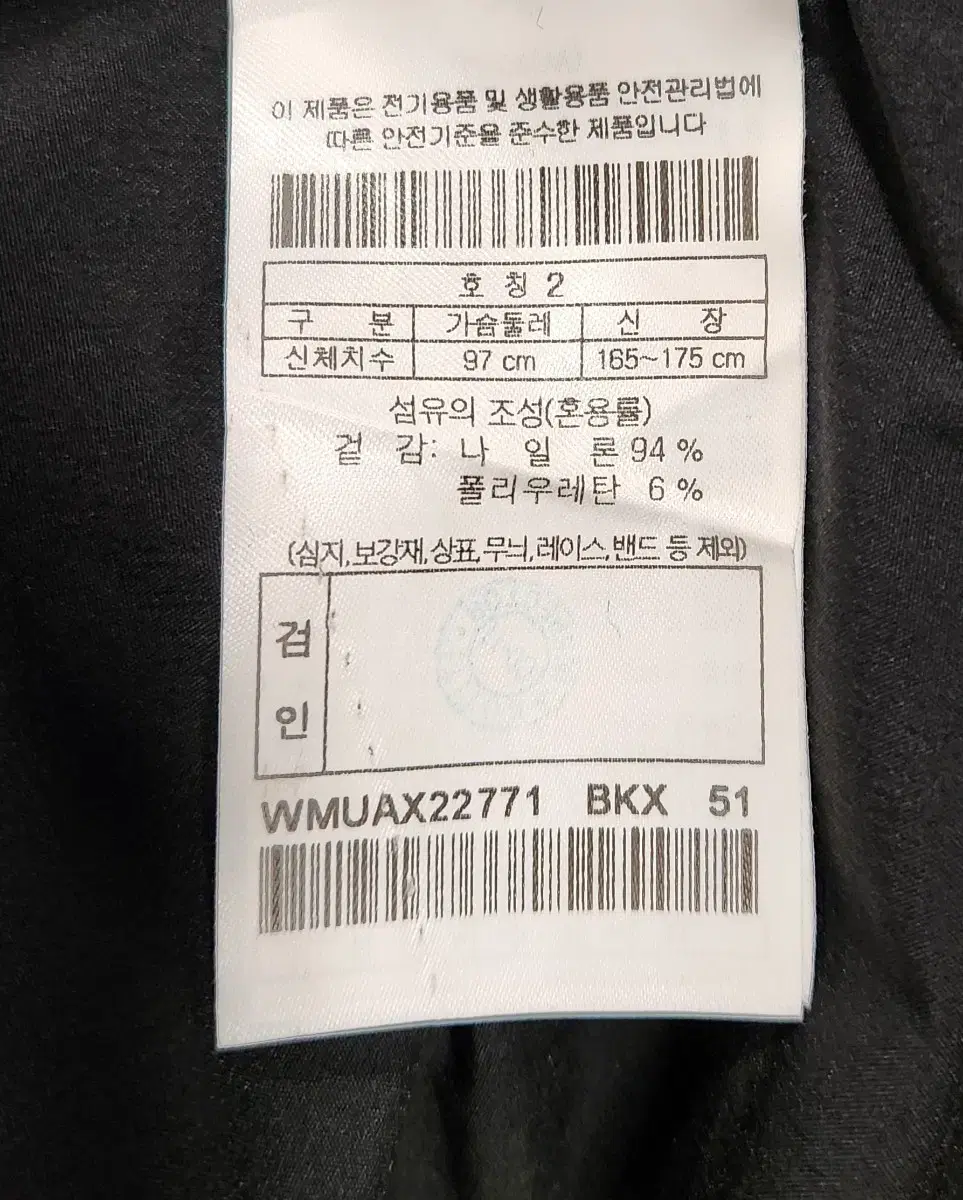 이 제품은 전기용품 및 생활용품 안전관리법에
따른 안전기준을 준수한 제품입니다
호 칭 2
구 분 가슴둘레 신 장
신체치수 97 cm 165~175 cm
섬유의 조성(혼용률)
겉 감: 나 일 론 94 %
폴리우레탄 6 %
(심지,보강재,상표,무늬,레이스,밴드 등 제외)
검
인
WMUAX22771 BKX 51